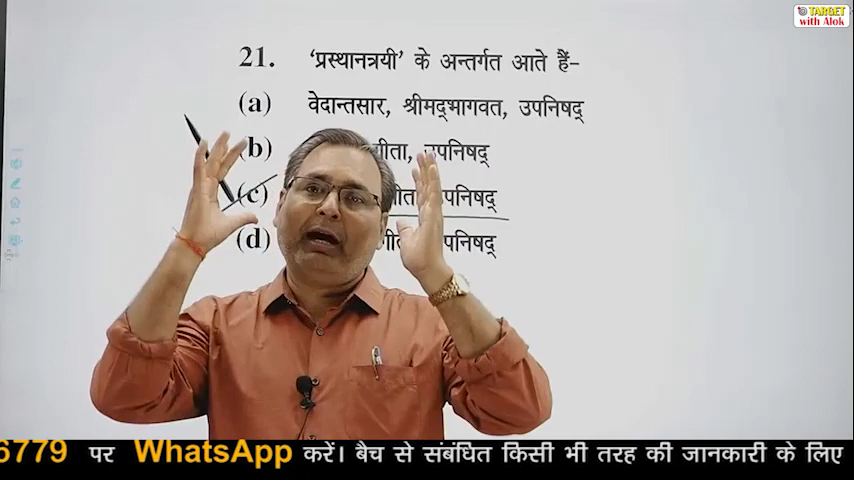 TARGET
with Alok
21. 'प्रस्थानत्रयी' के अन्तर्गत आते हैं–
(a) वेदान्तसार, श्रीमद्‌भागवत, उपनिषद्
(b) गीता, उपनिषद्
(c) उपनिषद्
(d)
6779 पर WhatsApp करें। बैच से संबंधित किसी भी तरह की जानकारी के लिए